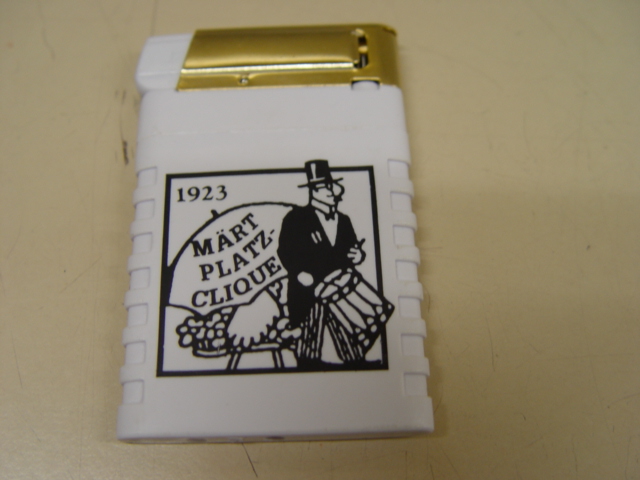 1923
MÄRT
PLATZ-
CLIQUE